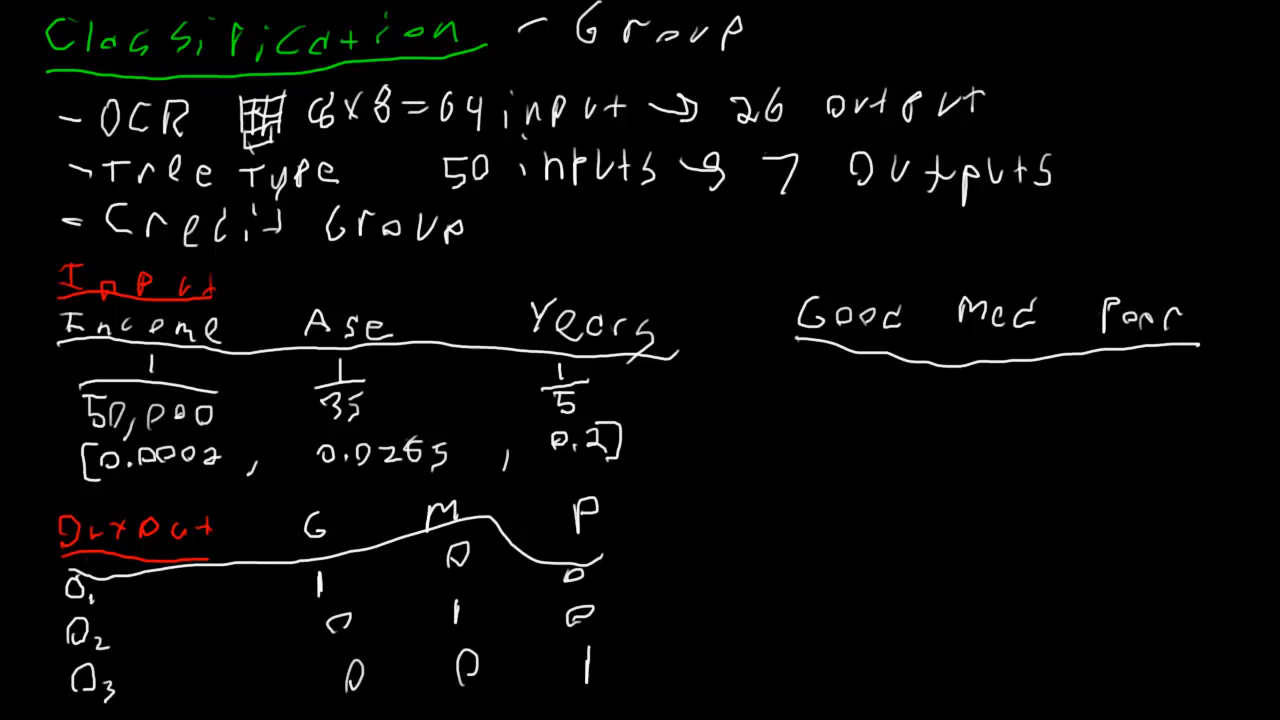 Classification - Group
- OCR 8x8=64 input → 26 output
- Tree Type 50 inputs → 7 Outputs
- Credit Group
Input
Income Age Years Good Med Poor
1/50,000 1/35 1/5
[0.0002, 0.0265, 0.2]
Output G M P
O1 1 0 0
O2 0 1 0
O3 0 0 1